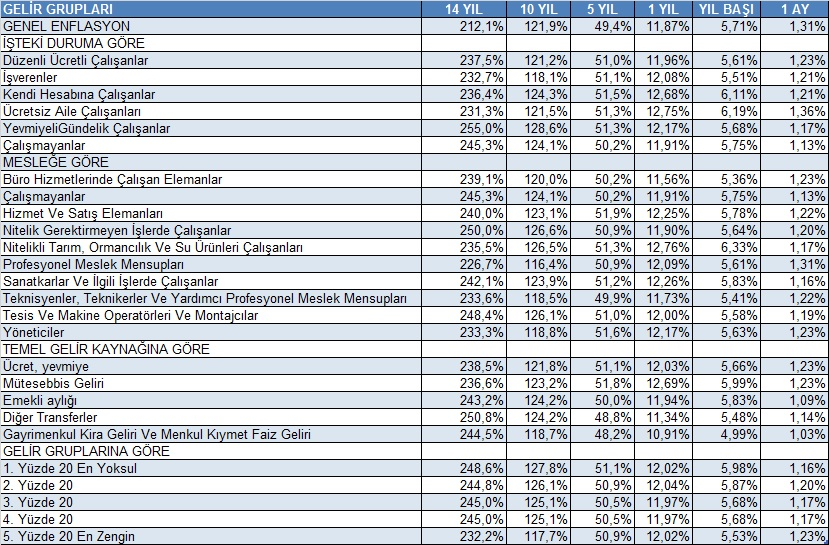 GELİR GRUPLARI 14 YIL 10 YIL 5 YIL 1 YIL YIL BAŞI 1 AY
GENEL ENFLASYON 212,1% 121,9% 49,4% 11,87% 5,71% 1,31%
İŞTEKİ DURUMA GÖRE
Düzenli Ücretli Çalışanlar 237,5% 121,2% 51,0% 11,96% 5,61% 1,23%
İşverenler 232,7% 118,1% 51,1% 12,08% 5,51% 1,21%
Kendi Hesabına Çalışanlar 236,4% 124,3% 51,5% 12,68% 6,11% 1,21%
Ücretsiz Aile Çalışanları 231,3% 121,5% 51,3% 12,75% 6,19% 1,36%
YevmiyeliGündelik Çalışanlar 255,0% 128,6% 51,3% 12,17% 5,68% 1,17%
Çalışmayanlar 245,3% 124,1% 50,2% 11,91% 5,75% 1,13%
MESLEĞE GÖRE
Büro Hizmetlerinde Çalışan Elemanlar 239,1% 120,0% 50,2% 11,56% 5,36% 1,23%
Çalışmayanlar 245,3% 124,1% 50,2% 11,91% 5,75% 1,13%
Hizmet Ve Satış Elemanları 240,0% 123,1% 51,9% 12,25% 5,78% 1,22%
Nitelik Gerektirmeyen İşlerde Çalışanlar 250,0% 126,6% 50,9% 11,90% 5,64% 1,20%
Nitelikli Tarım, Ormancılık Ve Su Ürünleri Çalışanları 235,5% 126,5% 51,3% 12,76% 6,33% 1,17%
Profesyonel Meslek Mensupları 226,7% 116,4% 50,9% 12,09% 5,61% 1,31%
Sanatkarlar Ve İlgili İşlerde Çalışanlar 242,1% 123,9% 51,2% 12,26% 5,83% 1,16%
Teknisyenler, Teknikerler Ve Yardımcı Profesyonel Meslek Mensupları 233,6% 118,5% 49,9% 11,73% 5,41% 1,22%
Tesis Ve Makine Operatörleri Ve Montajcılar 248,4% 126,1% 51,0% 12,00% 5,58% 1,19%
Yöneticiler 233,3% 118,8% 51,6% 12,17% 5,63% 1,23%
TEMEL GELİR KAYNAĞINA GÖRE
Ücret, yevmiye 238,5% 121,8% 51,1% 12,03% 5,66% 1,23%
Mütesebbis Geliri 236,6% 123,2% 51,8% 12,69% 5,99% 1,23%
Emekli aylığı 243,2% 124,2% 50,0% 11,94% 5,83% 1,09%
Diğer Transferler 250,8% 124,2% 48,8% 11,34% 5,48% 1,14%
Gayrimenkul Kira Geliri Ve Menkul Kıymet Faiz Geliri 244,5% 118,7% 48,2% 10,91% 4,99% 1,03%
GELİR GRUPLARINA GÖRE
1. Yüzde 20 En Yoksul 248,6% 127,8% 51,1% 12,02% 5,98% 1,16%
2. Yüzde 20 244,8% 126,1% 50,9% 12,04% 5,87% 1,20%
3. Yüzde 20 245,0% 125,1% 50,5% 11,97% 5,68% 1,17%
4. Yüzde 20 245,0% 125,1% 50,5% 11,97% 5,68% 1,17%
5. Yüzde 20 En Zengin 232,2% 117,7% 50,9% 12,02% 5,53% 1,23%